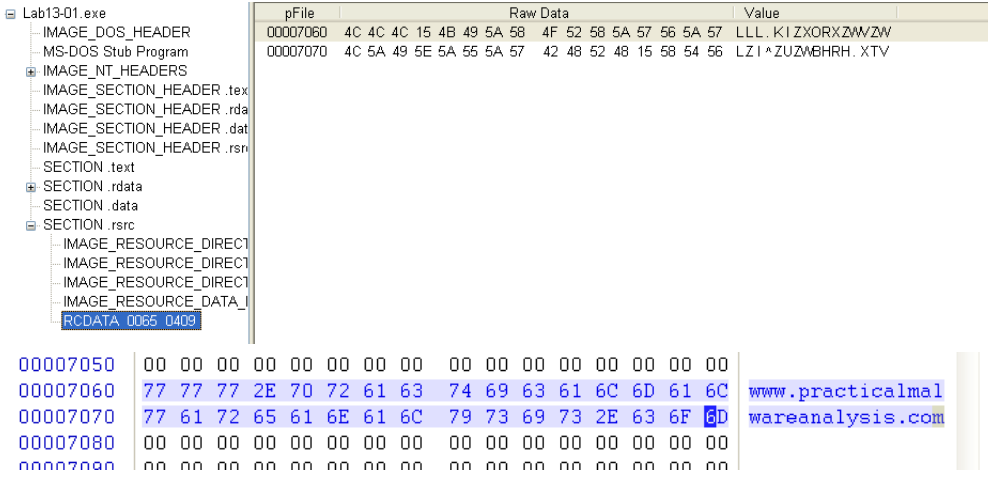 Lab13-01.exe
IMAGE_DOS_HEADER
MS-DOS Stub Program
IMAGE_NT_HEADERS
IMAGE_SECTION_HEADER .tex
IMAGE_SECTION_HEADER .rda
IMAGE_SECTION_HEADER .dat
IMAGE_SECTION_HEADER .rsr
SECTION .text
SECTION .rdata
SECTION .data
SECTION .rsrc
IMAGE_RESOURCE_DIRECT
IMAGE_RESOURCE_DIRECT
IMAGE_RESOURCE_DIRECT
IMAGE_RESOURCE_DATA_
RCDATA 0065 0409
pFile Raw Data Value
00007060 4C 4C 4C 15 4B 49 5A 58 4F 52 58 5A 57 56 5A 57 LLL.KIZXORXZWVZW
00007070 4C 5A 49 5E 5A 55 5A 57 42 48 52 48 15 58 54 56 LZI^ZUZWBHRH.XTV
00007050 00 00 00 00 00 00 00 00 00 00 00 00 00 00 00 00
00007060 77 77 77 2E 70 72 61 63 74 69 63 61 6C 6D 61 6C www.practicalmal
00007070 77 61 72 65 61 6E 61 6C 79 73 69 73 2E 63 6F 6D wareanalysis.com
00007080 00 00 00 00 00 00 00 00 00 00 00 00 00 00 00 00
00007090 00 00 00 00 00 00 00 00 00 00 00 00 00 00 00 00